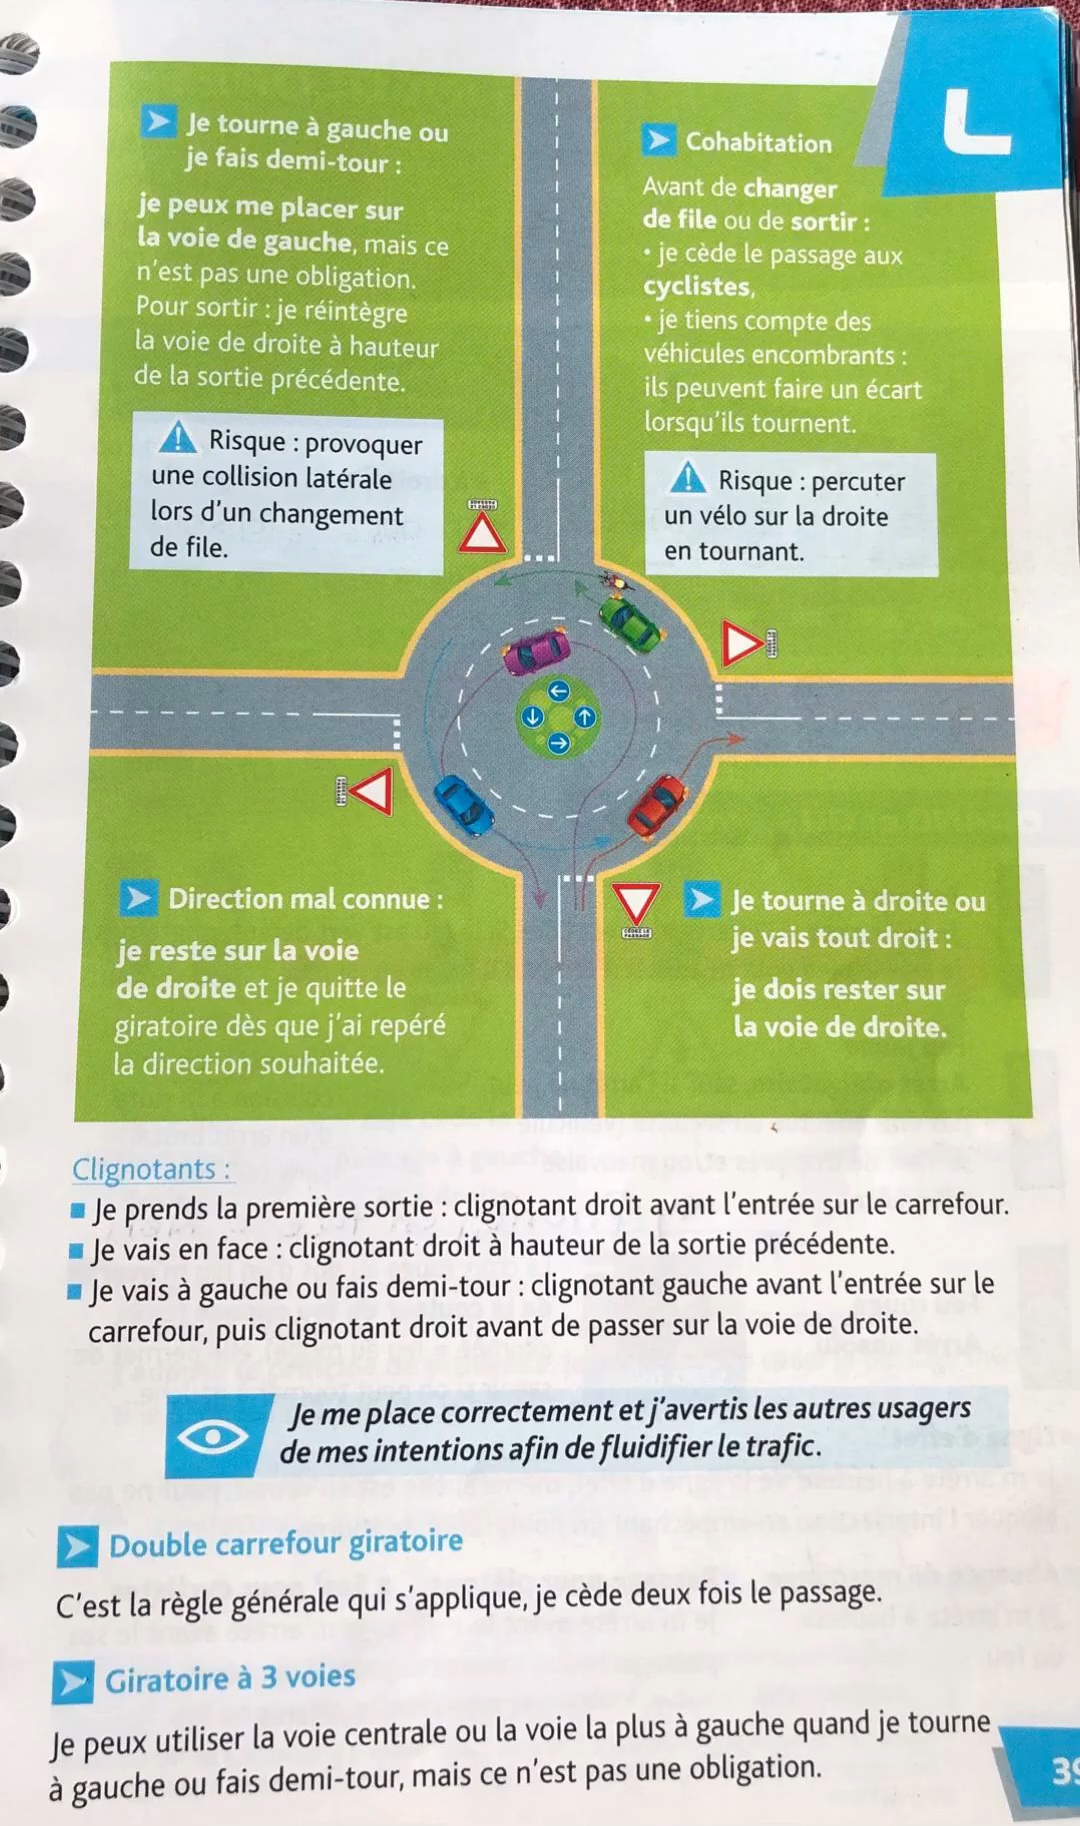 Je tourne à gauche ou
je fais demi-tour :
je peux me placer sur
la voie de gauche, mais ce
n'est pas une obligation.
Pour sortir : je réintègre
la voie de droite à hauteur
de la sortie précédente.
Risque : provoquer
une collision latérale
lors d'un changement
de file.
Cohabitation
Avant de changer
de file ou de sortir :
• je cède le passage aux
cyclistes,
• je tiens compte des
véhicules encombrants :
ils peuvent faire un écart
lorsqu'ils tournent.
Risque : percuter
un vélo sur la droite
en tournant.
Direction mal connue :
je reste sur la voie
de droite et je quitte le
giratoire dès que j'ai repéré
la direction souhaitée.
CÉDEZ LE
PASSAGE
Je tourne à droite ou
je vais tout droit :
je dois rester sur
la voie de droite.
Clignotants :
Je prends la première sortie : clignotant droit avant l'entrée sur le carrefour.
Je vais en face : clignotant droit à hauteur de la sortie précédente.
Je vais à gauche ou fais demi-tour : clignotant gauche avant l'entrée sur le
carrefour, puis clignotant droit avant de passer sur la voie de droite.
Je me place correctement et j'avertis les autres usagers
de mes intentions afin de fluidifier le trafic.
Double carrefour giratoire
C'est la règle générale qui s'applique, je cède deux fois le passage.
Giratoire à 3 voies
Je peux utiliser la voie centrale ou la voie la plus à gauche quand je tourne
à gauche ou fais demi-tour, mais ce n'est pas une obligation.